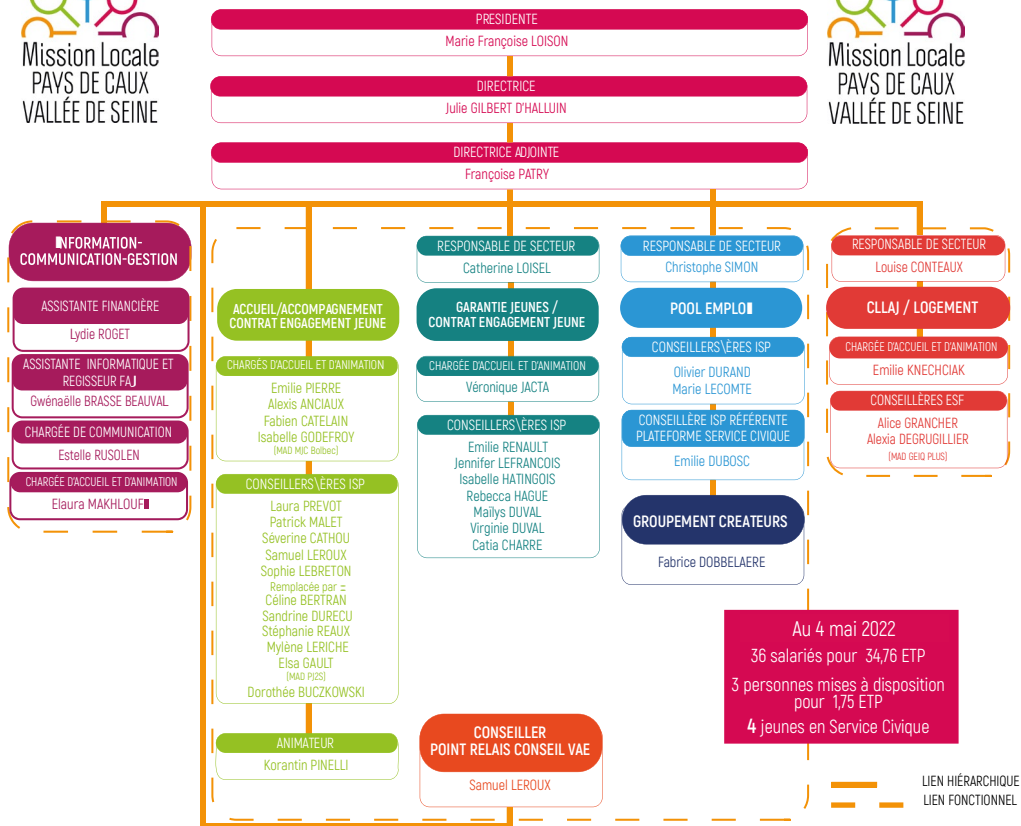 Mission Locale
PAYS DE CAUX
VALLÉE DE SEINE
Mission Locale
PAYS DE CAUX
VALLÉE DE SEINE
PRESIDENTE
Marie Françoise LOISON
DIRECTRICE
Julie GILBERT D'HALLUIN
DIRECTRICE ADJOINTE
Françoise PATRY
INFORMATION-
COMMUNICATION-GESTION
ASSISTANTE FINANCIÈRE
Lydie ROGET
ASSISTANTE INFORMATIQUE ET
REGISSEUR FAJ
Gwénaëlle BRASSE BEAUVAL
CHARGÉE DE COMMUNICATION
Estelle RUSOLEN
CHARGÉE D'ACCUEIL ET D'ANIMATION
Elaura MAKHLOUFI
ACCUEIL/ACCOMPAGNEMENT
CONTRAT ENGAGEMENT JEUNE
CHARGÉS D'ACCUEIL ET D'ANIMATION
Emilie PIERRE
Alexis ANCIAUX
Fabien CATELAIN
Isabelle GODEFROY
(MAD MJC Bolbec)
CONSEILLERS\ÈRES ISP
Laura PREVOT
Patrick MALET
Séverine CATHOU
Samuel LEROUX
Sophie LEBRETON
Remplacée par :
Céline BERTRAN
Sandrine DURECU
Stéphanie REAUX
Mylène LERICHE
Elsa GAULT
(MAD PJ2S)
Dorothée BUCZKOWSKI
ANIMATEUR
Korantin PINELLI
RESPONSABLE DE SECTEUR
Catherine LOISEL
GARANTIE JEUNES /
CONTRAT ENGAGEMENT JEUNE
CHARGÉE D'ACCUEIL ET D'ANIMATION
Véronique JACTA
CONSEILLERS\ÈRES ISP
Emilie RENAULT
Jennifer LEFRANCOIS
Isabelle HATINGOIS
Rebecca HAGUE
Maïlys DUVAL
Virginie DUVAL
Catia CHARRE
CONSEILLER
POINT RELAIS CONSEIL VAE
Samuel LEROUX
RESPONSABLE DE SECTEUR
Christophe SIMON
POOL EMPLOI
CONSEILLERS\ÈRES ISP
Olivier DURAND
Marie LECOMTE
CONSEILLÈRE ISP RÉFÉRENTE
PLATEFORME SERVICE CIVIQUE
Emilie DUBOSC
GROUPEMENT CREATEURS
Fabrice DOBBELAERE
RESPONSABLE DE SECTEUR
Louise CONTEAUX
CLLAJ / LOGEMENT
CHARGÉE D'ACCUEIL ET D'ANIMATION
Emilie KNECHCIAK
CONSEILLÈRES ESF
Alice GRANCHER
Alexia DEGRUGILLIER
(MAD GEIQ PLUS)
Au 4 mai 2022
36 salariés pour 34,76 ETP
3 personnes mises à disposition
pour 1,75 ETP
4 jeunes en Service Civique
LIEN HIÉRARCHIQUE
LIEN FONCTIONNEL